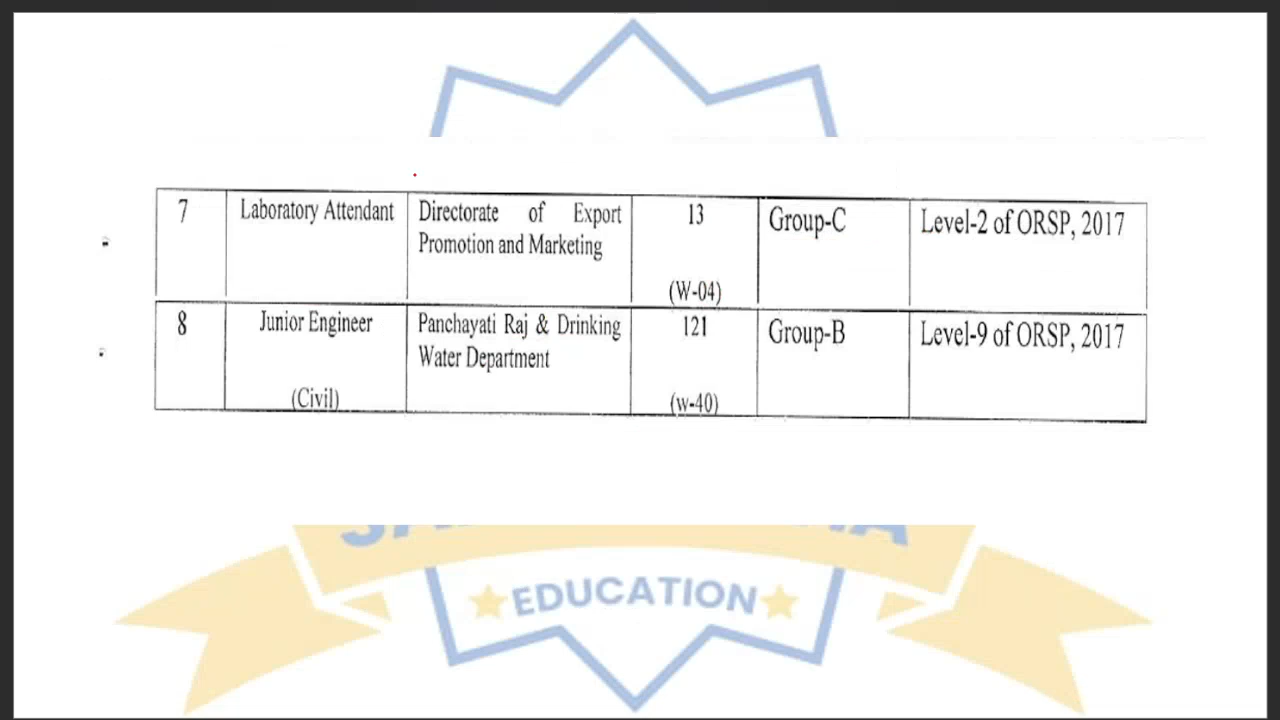 7 Laboratory Attendant Directorate of Export 13 Group-C Level-2 of ORSP, 2017
Promotion and Marketing
(W-04)
8 Junior Engineer Panchayati Raj & Drinking 121 Group-B Level-9 of ORSP, 2017
Water Department
(Civil) (w-40)
EDUCATION